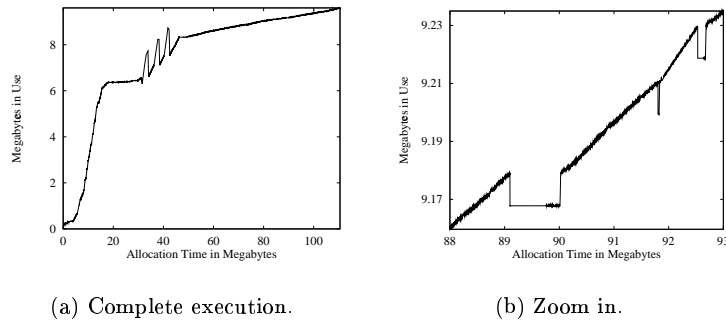 8
6
4
2
0
Megabytes in Use
0 20 40 60 80 100
Allocation Time in Megabytes
(a) Complete execution.
9.23
9.21
9.19
9.17
Megabytes in Use
88 89 90 91 92 93
Allocation Time in Megabytes
(b) Zoom in.